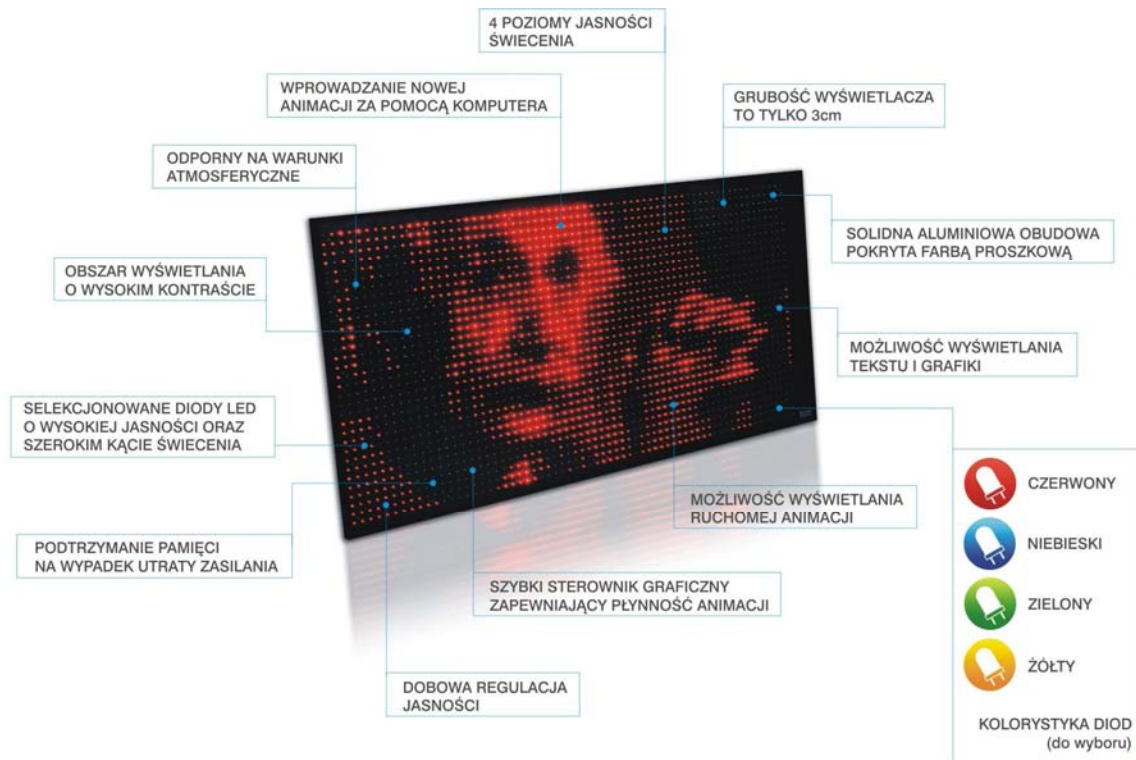 4 POZIOMY JASNOŚCI
ŚWIECENIA
WPROWADZANIE NOWEJ
ANIMACJI ZA POMOCĄ KOMPUTERA
GRUBOŚĆ WYŚWIETLACZA
TO TYLKO 3cm
ODPORNY NA WARUNKI
ATMOSFERYCZNE
SOLIDNA ALUMINIOWA OBUDOWA
POKRYTA FARBĄ PROSZKOWĄ
OBSZAR WYŚWIETLANIA
O WYSOKIM KONTRAŚCIE
MOŻLIWOŚĆ WYŚWIETLANIA
TEKSTU I GRAFIKI
SELEKCJONOWANE DIODY LED
O WYSOKIEJ JASNOŚCI ORAZ
SZEROKIM KĄCIE ŚWIECENIA
MOŻLIWOŚĆ WYŚWIETLANIA
RUCHOMEJ ANIMACJI
PODTRZYMANIE PAMIĘCI
NA WYPADEK UTRATY ZASILANIA
SZYBKI STEROWNIK GRAFICZNY
ZAPEWNIAJĄCY PŁYNNOŚĆ ANIMACJI
DOBOWA REGULACJA
JASNOŚCI
CZERWONY
NIEBIESKI
ZIELONY
ŻÓŁTY
KOLORYSTYKA DIOD
(do wyboru)